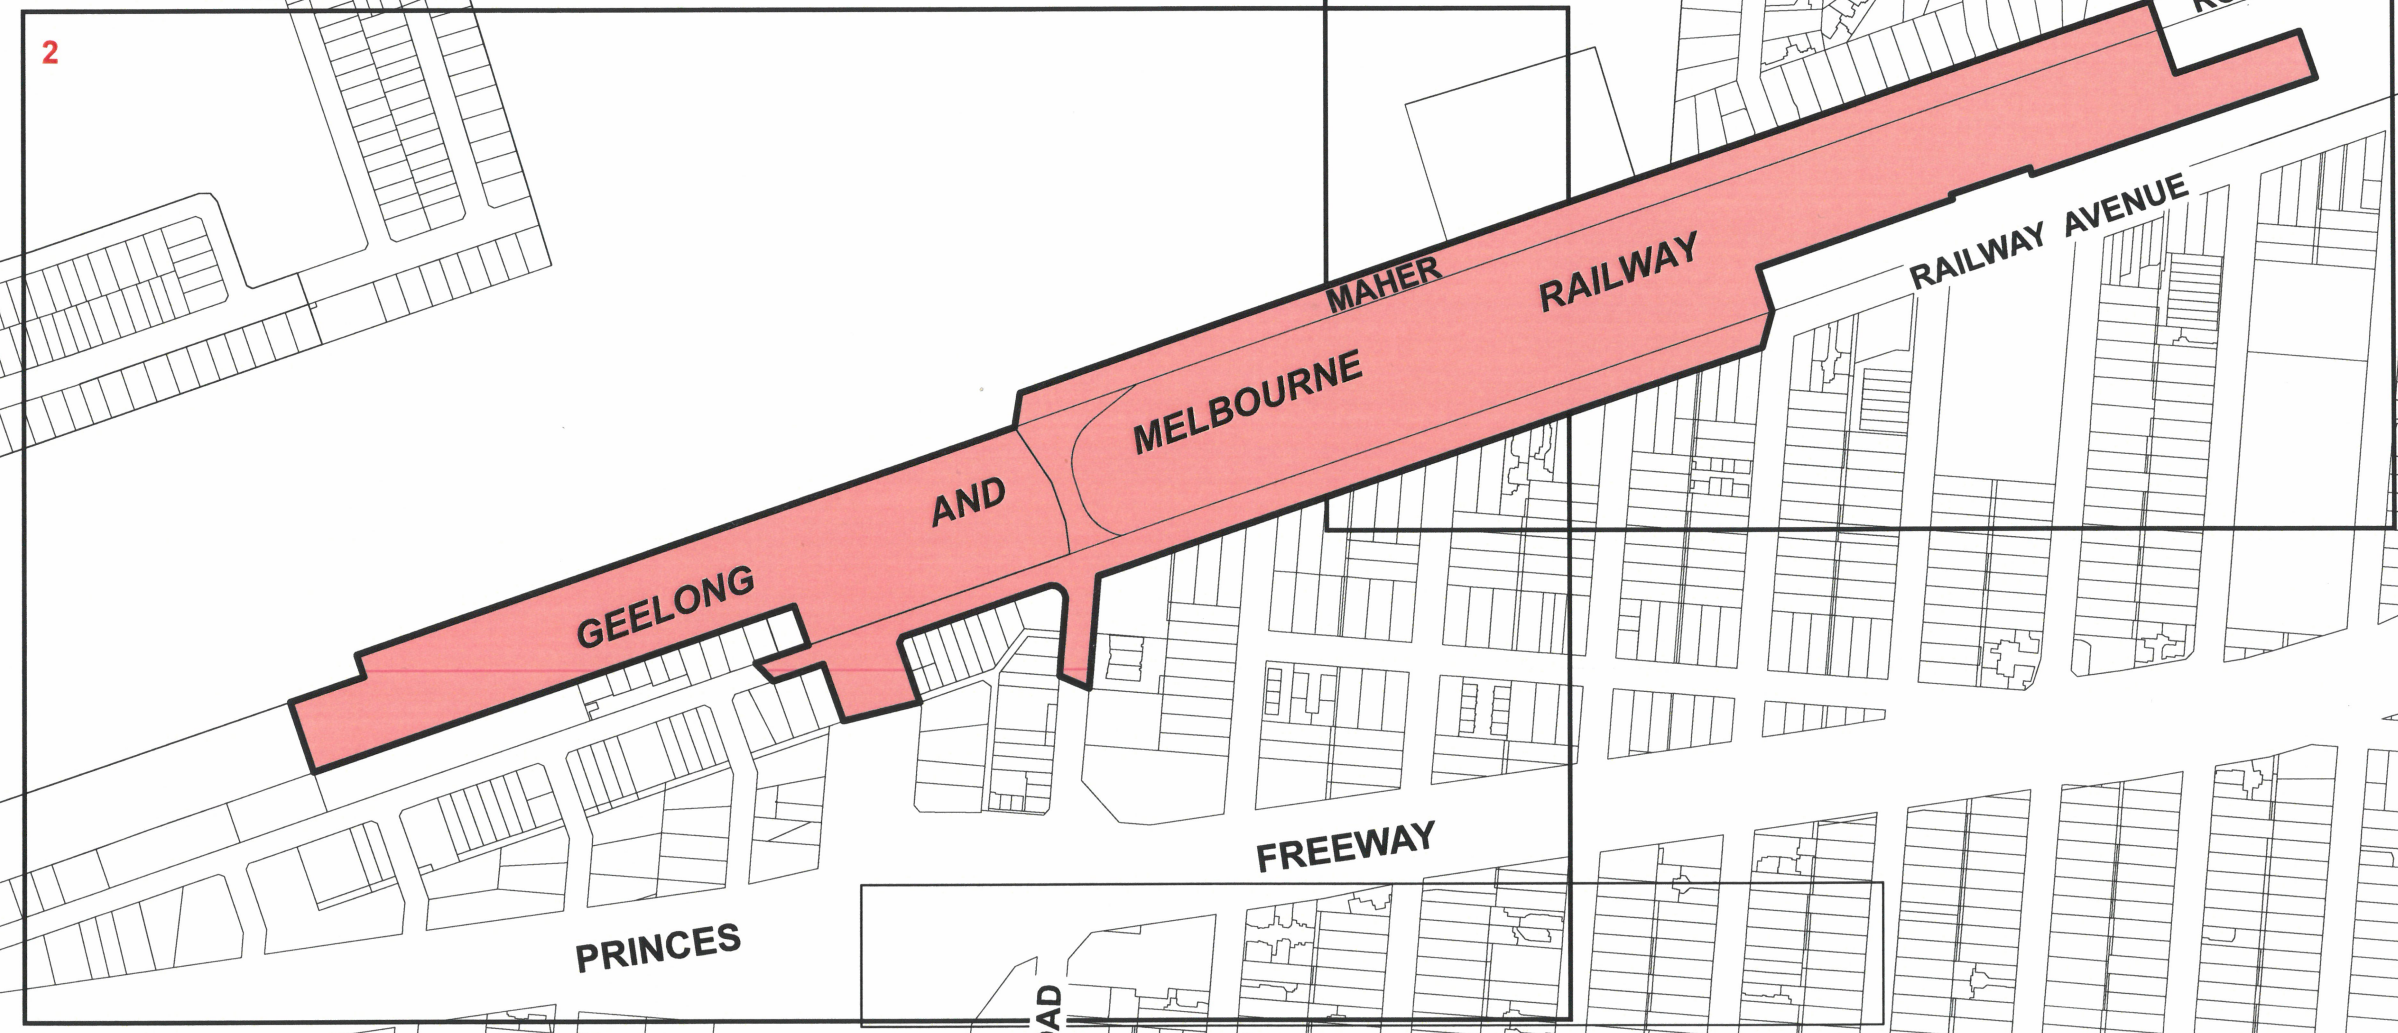 2
MAHER
RAILWAY AVENUE
GEELONG AND MELBOURNE RAILWAY
PRINCES FREEWAY